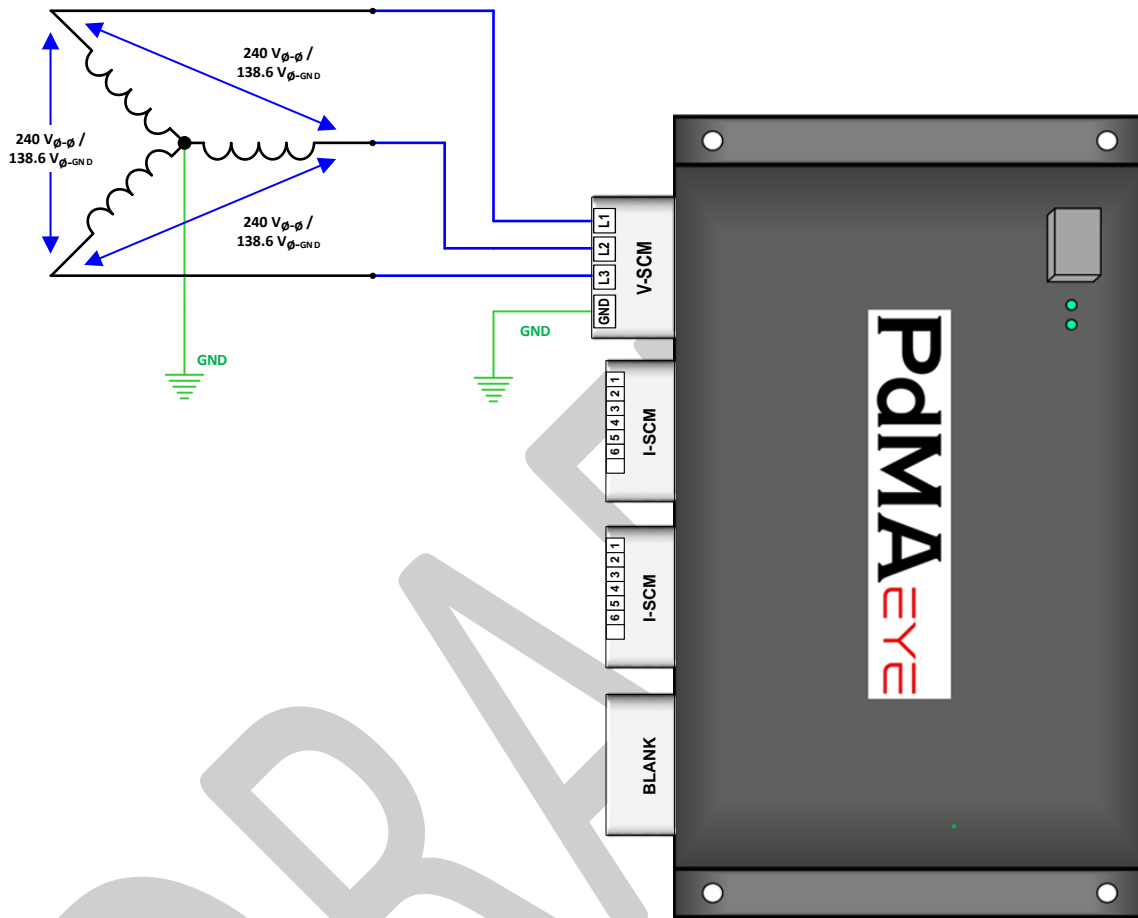 240 VØ-Ø /
138.6 VØ-GND
240 VØ-Ø /
138.6 VØ-GND
240 VØ-Ø /
138.6 VØ-GND
GND
L1
L2
L3
GND
V-SCM
GND
1
2
3
4
5
6
I-SCM
1
2
3
4
5
6
I-SCM
BLANK
PdMA EYE
DRAFT